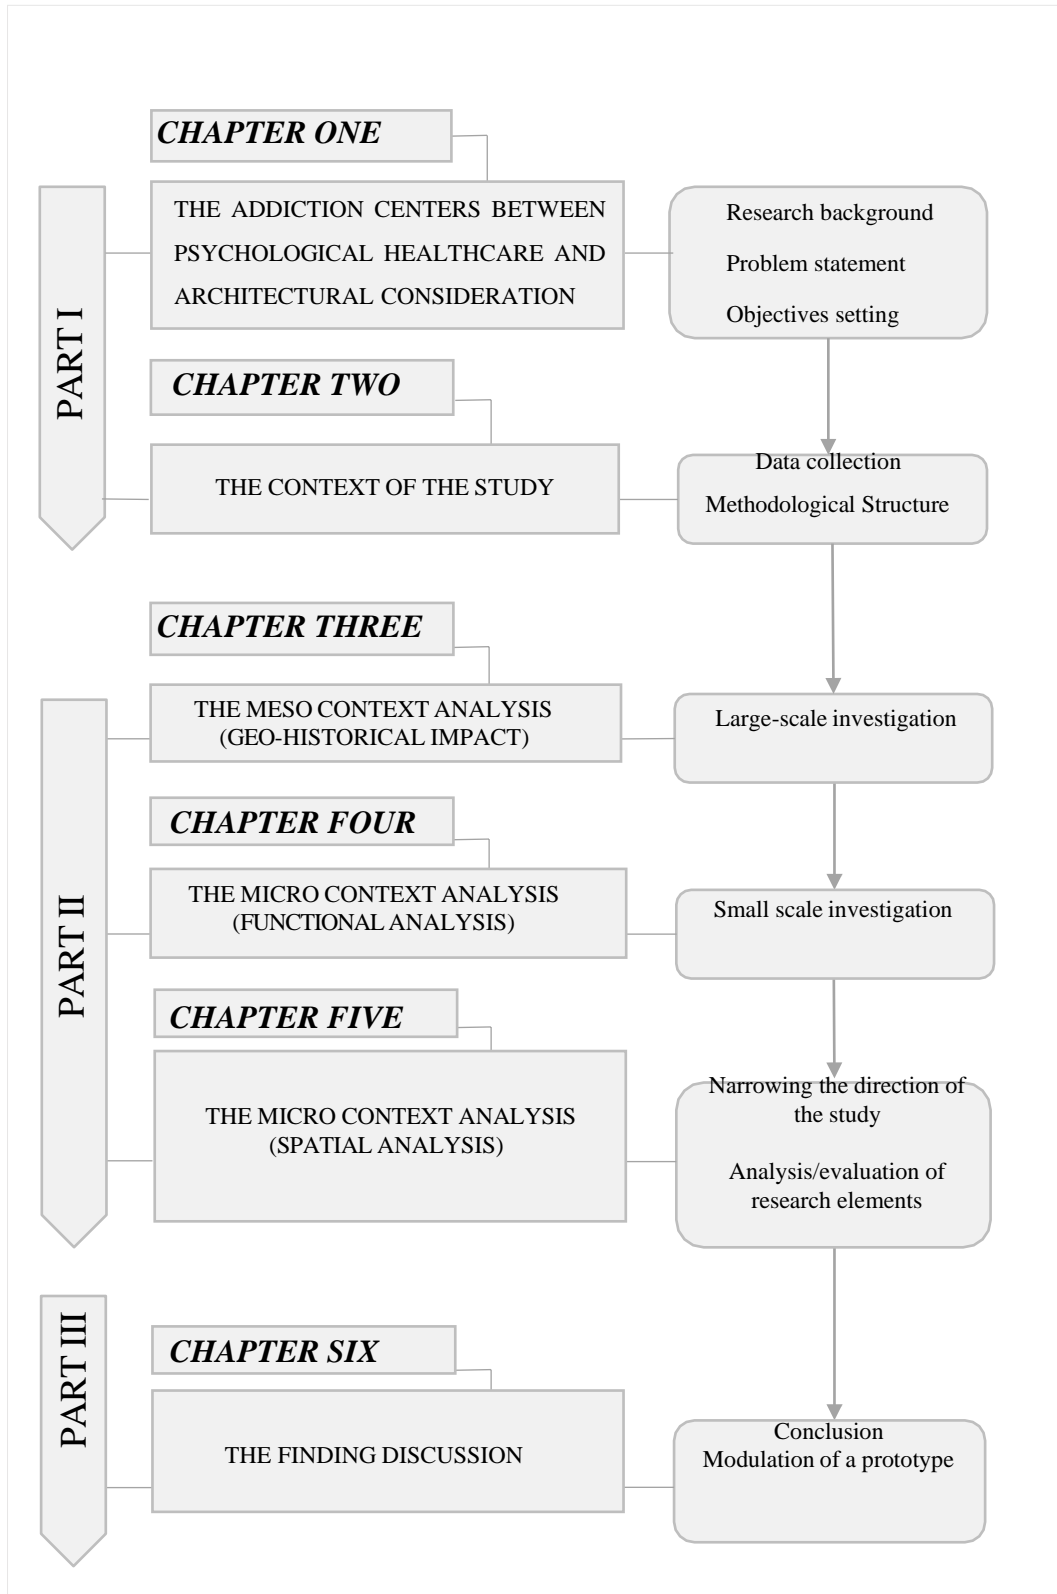 CHAPTER ONE
PART I
THE ADDICTION CENTERS BETWEEN
PSYCHOLOGICAL HEALTHCARE AND
ARCHITECTURAL CONSIDERATION
Research background
Problem statement
Objectives setting
CHAPTER TWO
THE CONTEXT OF THE STUDY
Data collection
Methodological Structure
CHAPTER THREE
PART II
THE MESO CONTEXT ANALYSIS
(GEO-HISTORICAL IMPACT)
Large-scale investigation
CHAPTER FOUR
THE MICRO CONTEXT ANALYSIS
(FUNCTIONAL ANALYSIS)
Small scale investigation
CHAPTER FIVE
THE MICRO CONTEXT ANALYSIS
(SPATIAL ANALYSIS)
Narrowing the direction of
the study
Analysis/evaluation of
research elements
PART III
CHAPTER SIX
THE FINDING DISCUSSION
Conclusion
Modulation of a prototype